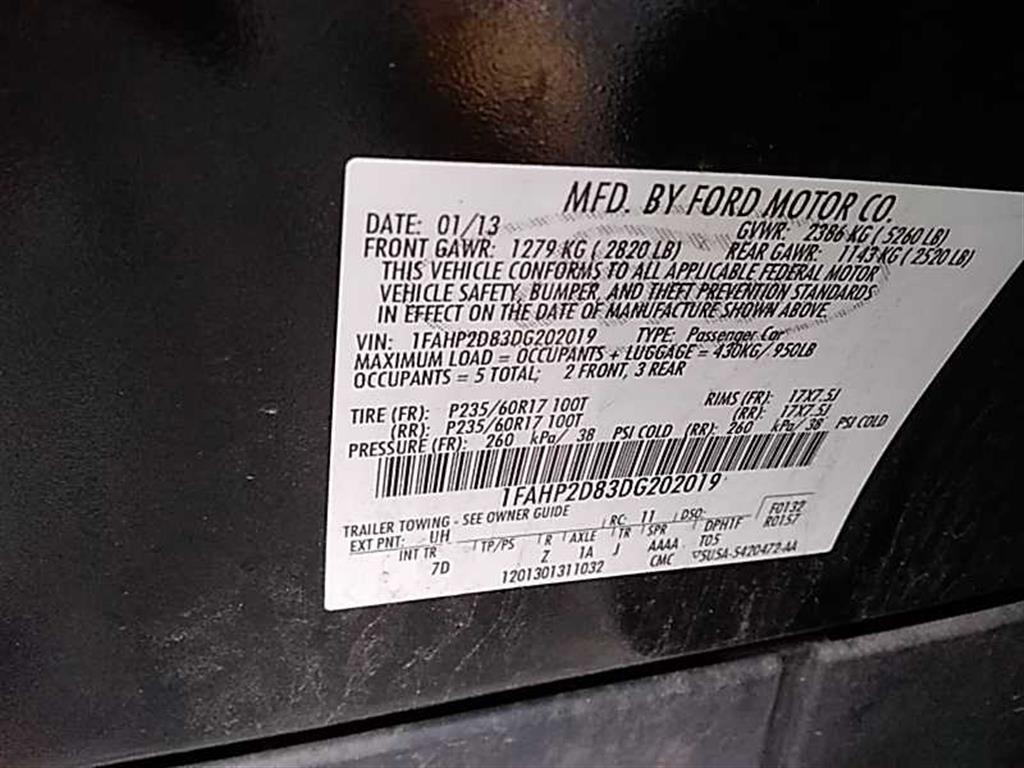 MFD. BY FORD MOTOR CO.
DATE: 01/13 GVWR: 2386 KG ( 5260 LB)
FRONT GAWR: 1279 KG ( 2820 LB) REAR GAWR: 1143 KG ( 2520 LB)
THIS VEHICLE CONFORMS TO ALL APPLICABLE FEDERAL MOTOR
VEHICLE SAFETY, BUMPER, AND THEFT PREVENTION STANDARDS
IN EFFECT ON THE DATE OF MANUFACTURE SHOWN ABOVE.
VIN: 1FAHP2D83DG202019 TYPE: Passenger Car
MAXIMUM LOAD = OCCUPANTS + LUGGAGE = 430KG/ 950LB
OCCUPANTS = 5 TOTAL; 2 FRONT, 3 REAR
TIRE (FR): P235/60R17 100T RIMS (FR): 17X7.5J
(RR): P235/60R17 100T (RR): 17X7.5J
PRESSURE (FR): 260 kPa/ 38 PSI COLD (RR): 260 kPa/ 38 PSI COLD
1FAHP2D83DG202019
TRAILER TOWING - SEE OWNER GUIDE
EXT PNT: UH RC: 11 DSO: F0132
INT TR TP/PS R AXLE TR SPR DPH1F R0157
7D Z 1A J AAAA T05
1201301311032 CMC 5U5A-5420472-AA